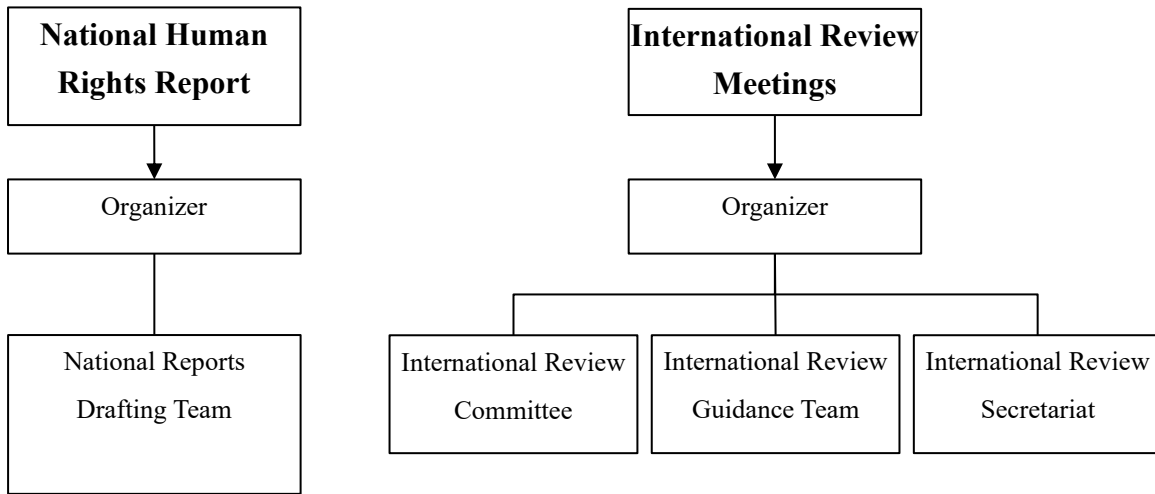 National Human
Rights Report
Organizer
National Reports
Drafting Team
International Review
Meetings
Organizer
International Review
Committee
International Review
Guidance Team
International Review
Secretariat